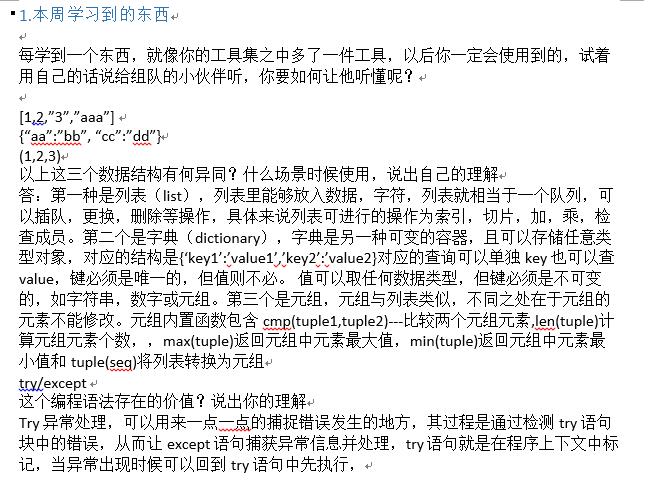 1.本周学习到的东西
每学到一个东西，就像你的工具集之中多了一件工具，以后你一定会使用到的，试着
用自己的话说给组队的小伙伴听，你要如何让他听懂呢？
[1,2,”3”,”aaa”]
{“aa”:”bb”, “cc”:”dd”}
(1,2,3)
以上这三个数据结构有何异同？什么场景时候使用，说出自己的理解
答：第一种是列表（list），列表里能够放入数据，字符，列表就相当于一个队列，可
以插队，更换，删除等操作，具体来说列表可进行的操作为索引，切片，加，乘，检
查成员。第二个是字典（dictionary），字典是另一种可变的容器，且可以存储任意类
型对象，对应的结构是{‘key1’:’value1’,’key2’:’value2}对应的查询可以单独 key 也可以查
value，键必须是唯一的，但值则不必。 值可以取任何数据类型，但键必须是不可变
的，如字符串，数字或元组。第三个是元组，元组与列表类似，不同之处在于元组的
元素不能修改。元组内置函数包含 cmp(tuple1,tuple2)---比较两个元组元素,len(tuple)计
算元组元素个数，，max(tuple)返回元组中元素最大值，min(tuple)返回元组中元素最
小值和 tuple(seq)将列表转换为元组
try/except
这个编程语法存在的价值？说出你的理解
Try 异常处理，可以用来一点一点的捕捉错误发生的地方，其过程是通过检测 try 语句
块中的错误，从而让 except 语句捕获异常信息并处理，try 语句就是在程序上下文中标
记，当异常出现时候可以回到 try 语句中先执行，